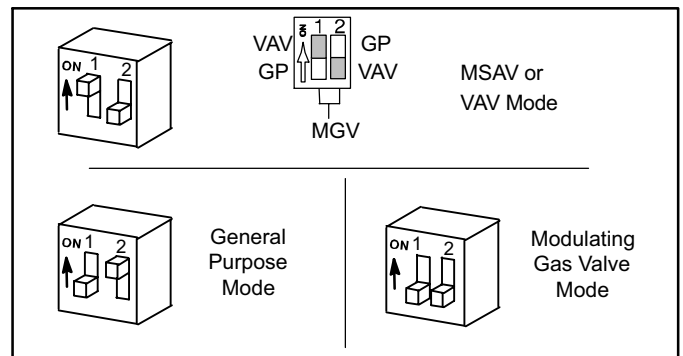 ON 1 2
ON 1 2
VAV GP
GP VAV
MGV
MSAV or
VAV Mode
ON 1 2
General
Purpose
Mode
ON 1 2
Modulating
Gas Valve
Mode